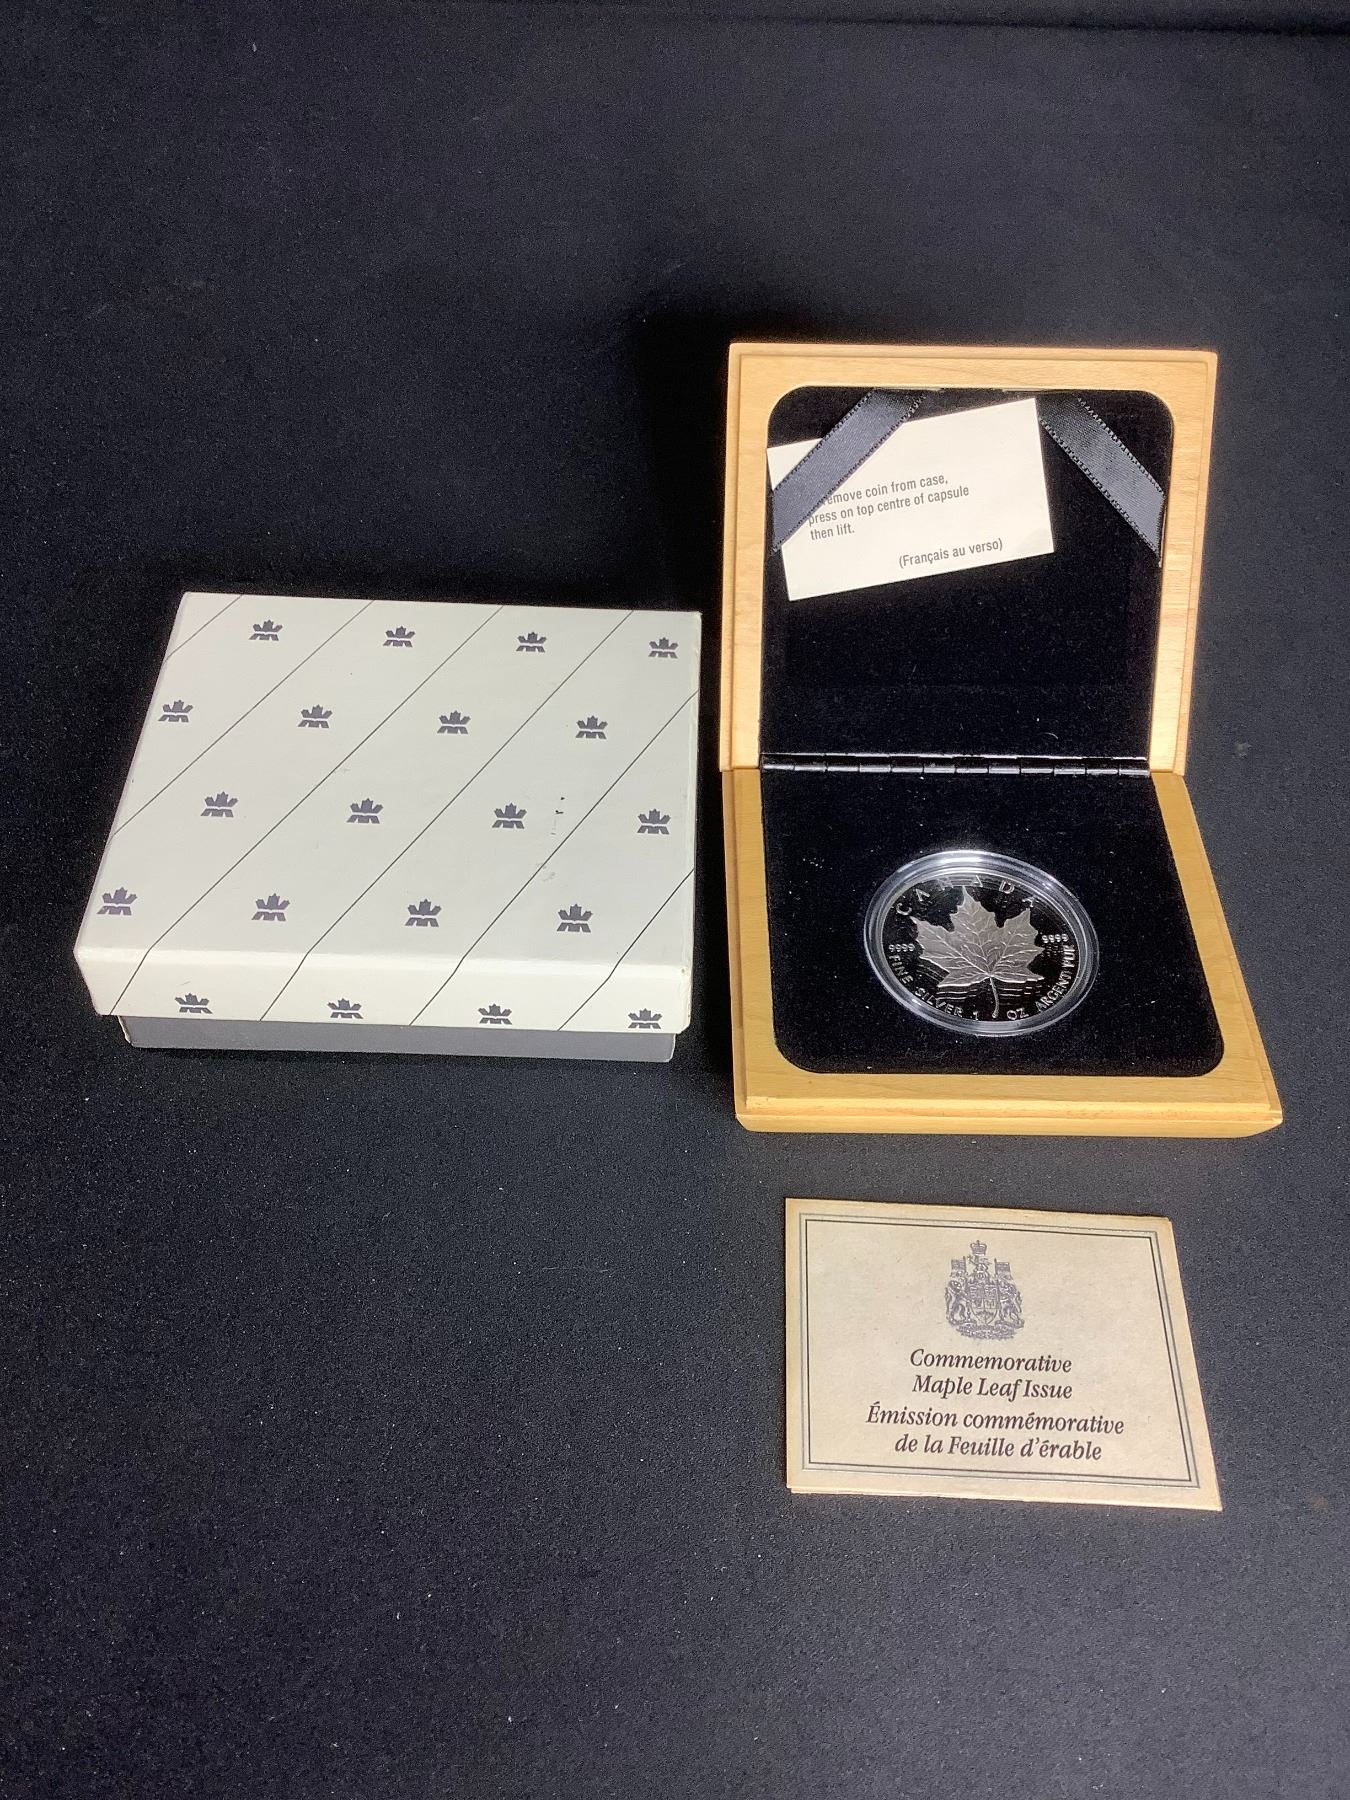 emove coin from case,
press on top centre of capsule
then lift.
(Français au verso)
CANADA
9999
9999
FINE SILVER 1 OZ ARGENT PUR
Commemorative
Maple Leaf Issue
Émission commémorative
de la Feuille d'érable